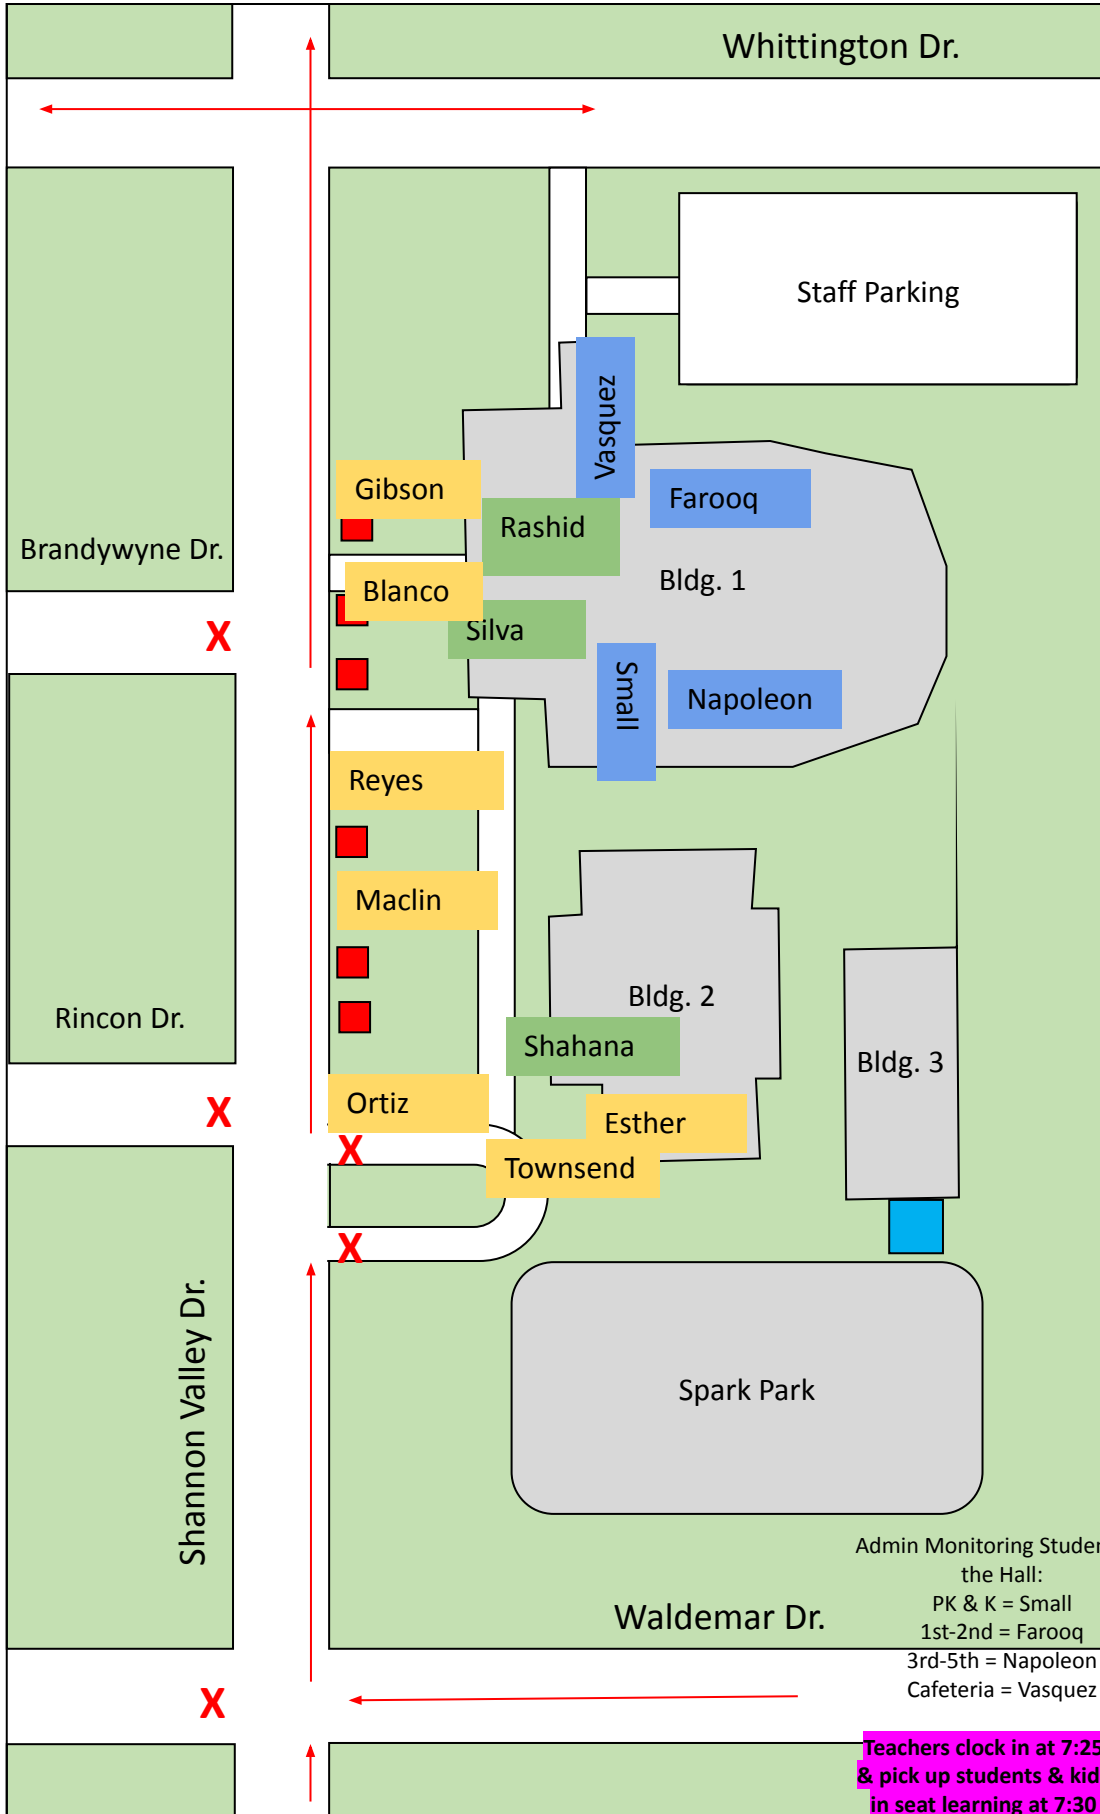 Whittington Dr.
Staff Parking
Vasquez
Gibson
Farooq
Rashid
Brandywyne Dr.
Bldg. 1
Blanco
X
Silva
Small
Napoleon
Reyes
Maclin
Bldg. 2
Rincon Dr.
Shahana
Bldg. 3
Ortiz
X
Esther
X
Townsend
X
Shannon Valley Dr.
Spark Park
Admin Monitoring Studen
the Hall:
PK & K = Small
1st-2nd = Farooq
3rd-5th = Napoleon
Cafeteria = Vasquez
Waldemar Dr.
X
Teachers clock in at 7:25
& pick up students & kid
in seat learning at 7:30